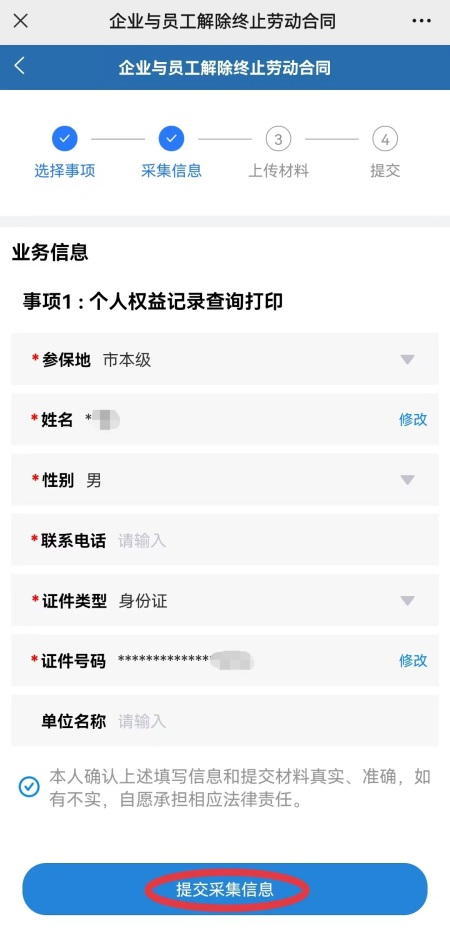 企业与员工解除终止劳动合同
企业与员工解除终止劳动合同
3 4
选择事项 采集信息 上传材料 提交
业务信息
事项1：个人权益记录查询打印
*参保地 市本级
*姓名 * 修改
*性别 男
*联系电话 请输入
*证件类型 身份证
*证件号码 ************** 修改
单位名称 请输入
本人确认上述填写信息和提交材料真实、准确，如
有不实，自愿承担相应法律责任。
提交采集信息